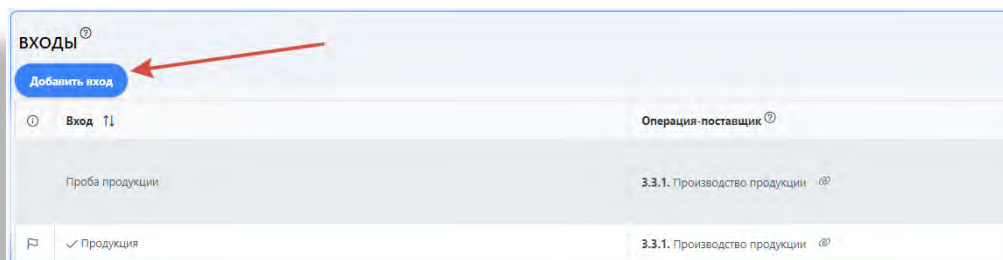 ВХОДЫ
Добавить вход
Вход Операция-поставщик
Проба продукции 3.3.1. Производство продукции
Продукция 3.3.1. Производство продукции